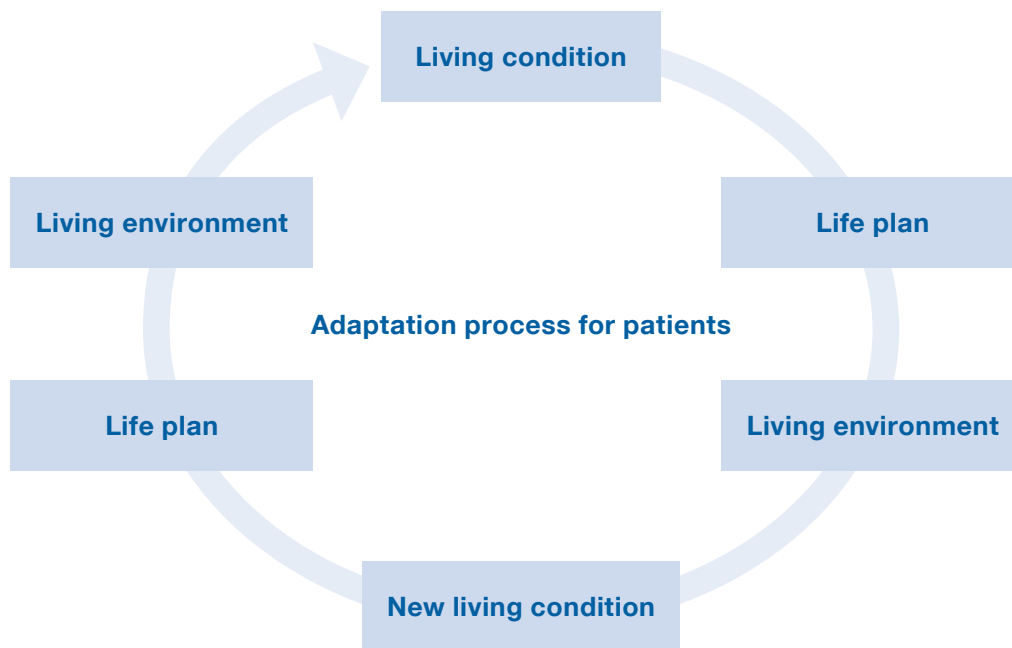 Living condition
Living environment
Life plan
Adaptation process for patients
Life plan
Living environment
New living condition